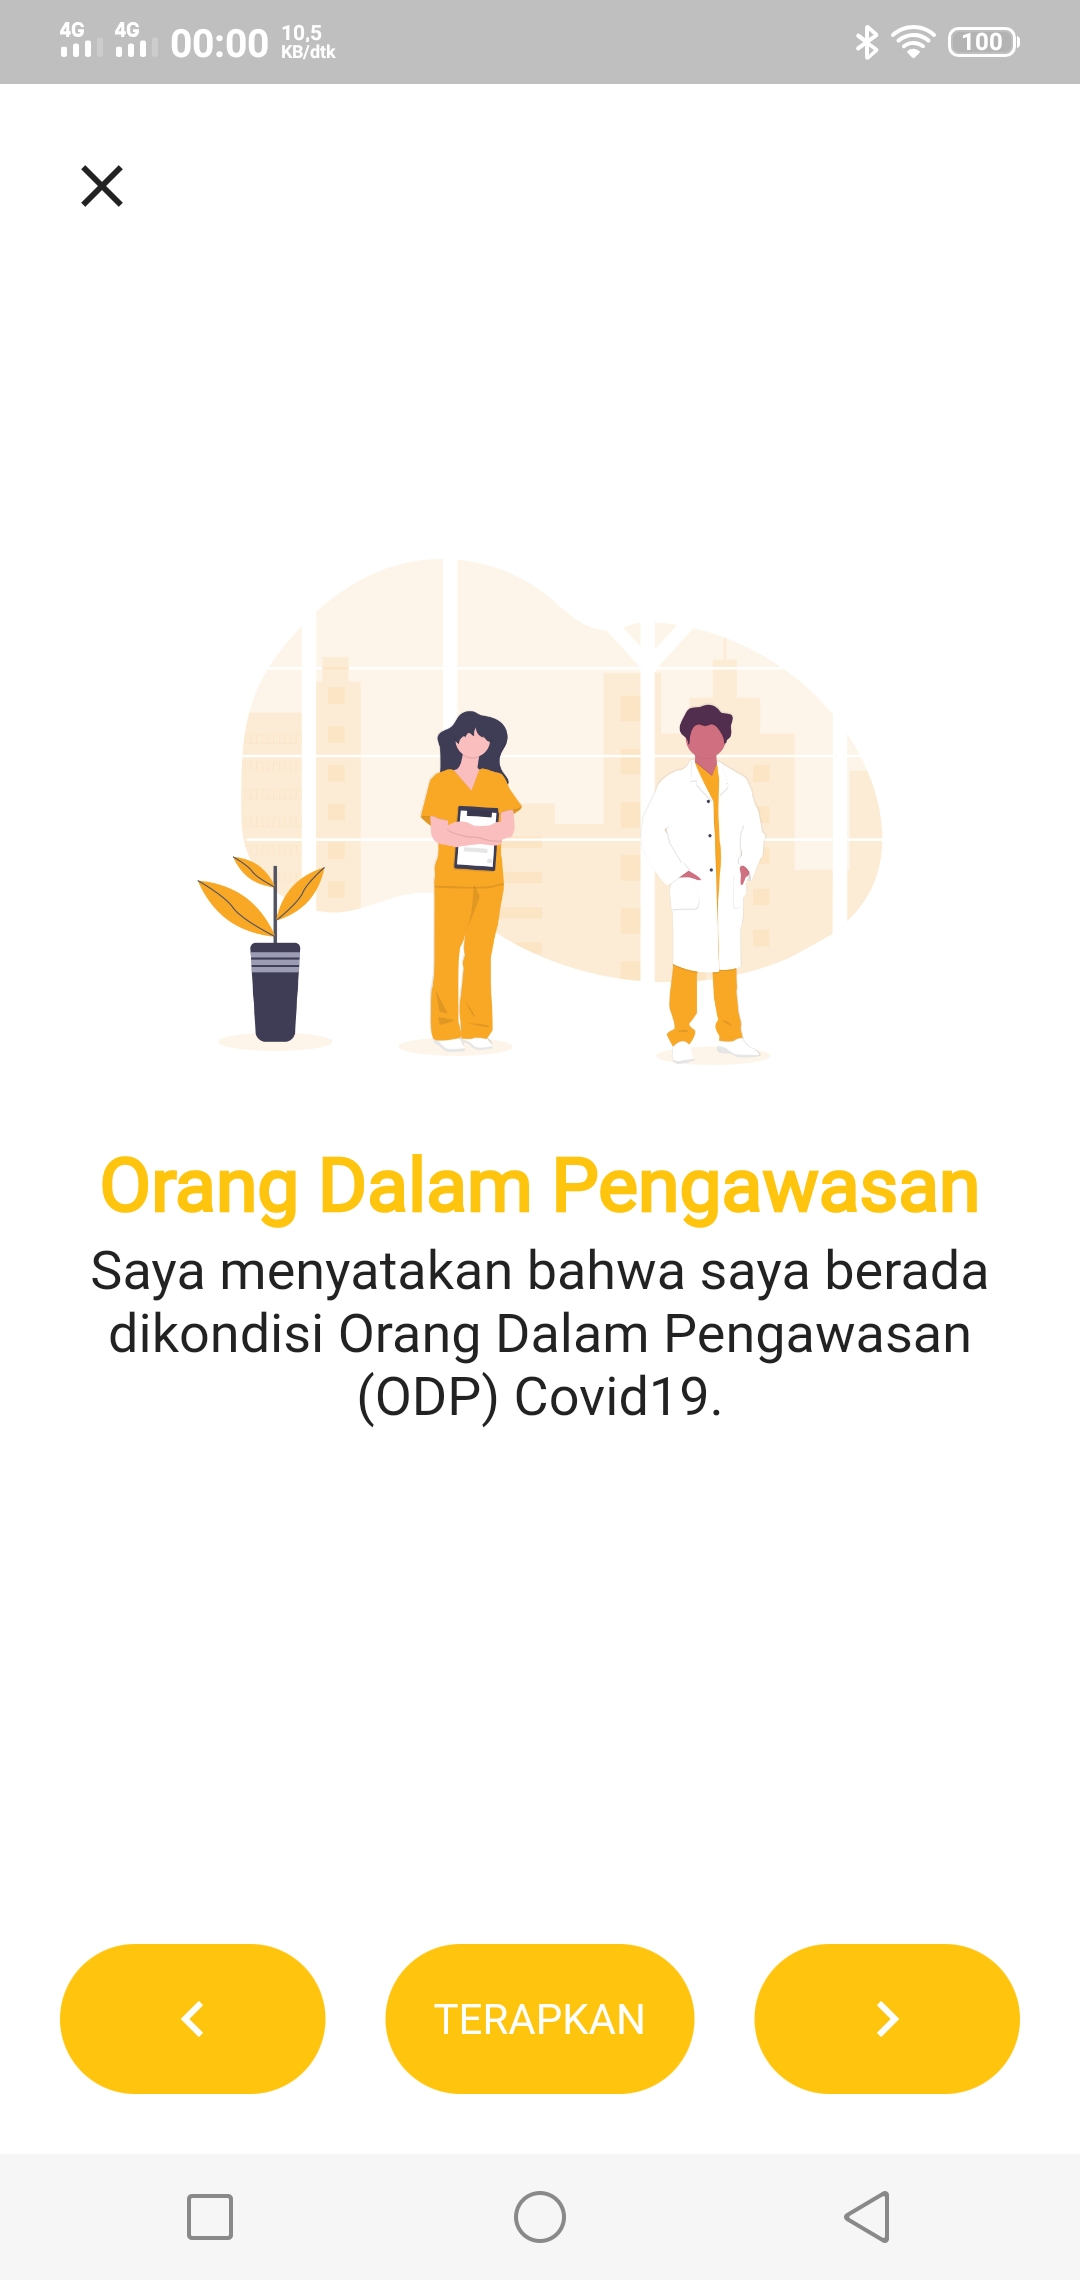 4G 4G 00:00 10,5 KB/dtk 100
Orang Dalam Pengawasan
Saya menyatakan bahwa saya berada
dikondisi Orang Dalam Pengawasan
(ODP) Covid19.
TERAPKAN